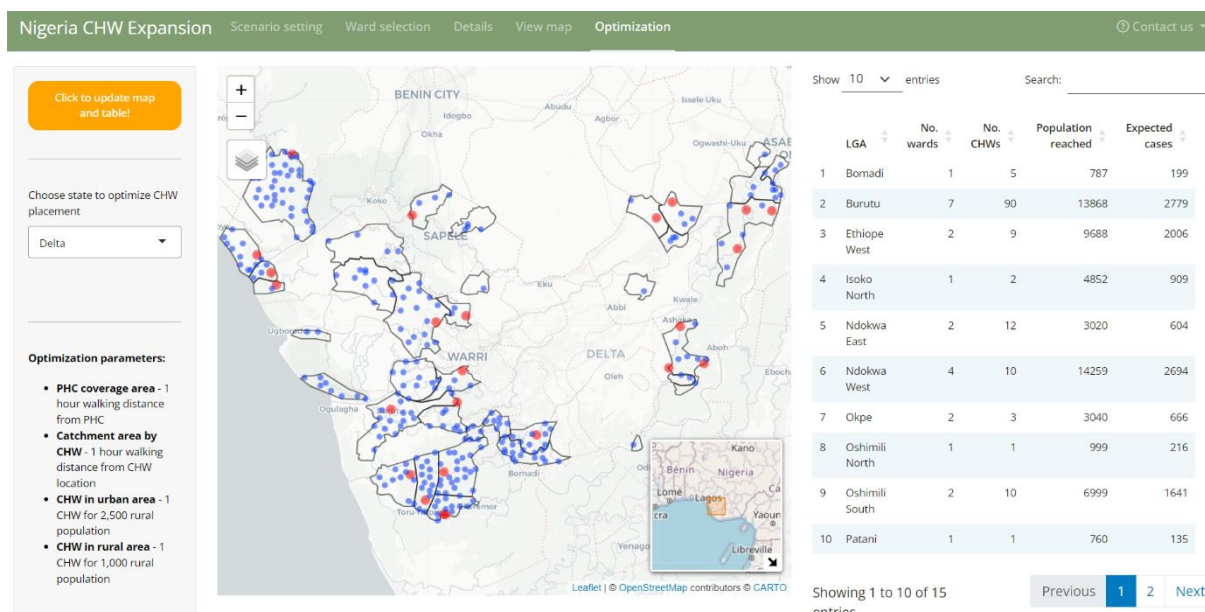 Nigeria CHW Expansion
Scenario setting
Ward selection
Details
View map
Optimization
Contact us
Click to update map
and table!
Choose state to optimize CHW
placement
Delta
Optimization parameters:
PHC coverage area - 1
hour walking distance
from PHC
Catchment area by
CHW - 1 hour walking
distance from CHW
location
CHW in urban area - 1
CHW for 2,500 rural
population
CHW in rural area - 1
CHW for 1,000 rural
population
+
−
BENIN CITY
Idogbo
Okha
Abudu
Agbor
Issele Uku
Ogwashi-Uku
ASAB
Koko
SAPELE
Eku
Abbi
Kwale
Ashaka
Ugborodo
WARRI
DELTA
Aboh
Oleh
Eboch
Ogulagha
Bomadi
Yenago
Kano
Benin
Nigeria
Lomé
Lagos
Yaoun
Libreville
Leaflet | © OpenStreetMap contributors © CARTO
Show 10 entries
Search:
LGA No. wards No. CHWs Population reached Expected cases
1 Bomadi 1 5 787 199
2 Burutu 7 90 13868 2779
3 Ethiope West 2 9 9688 2006
4 Isoko North 1 2 4852 909
5 Ndokwa East 2 12 3020 604
6 Ndokwa West 4 10 14259 2694
7 Okpe 2 3 3040 666
8 Oshimili North 1 1 999 216
9 Oshimili South 2 10 6999 1641
10 Patani 1 1 760 135
Showing 1 to 10 of 15
entries
Previous 1 2 Next